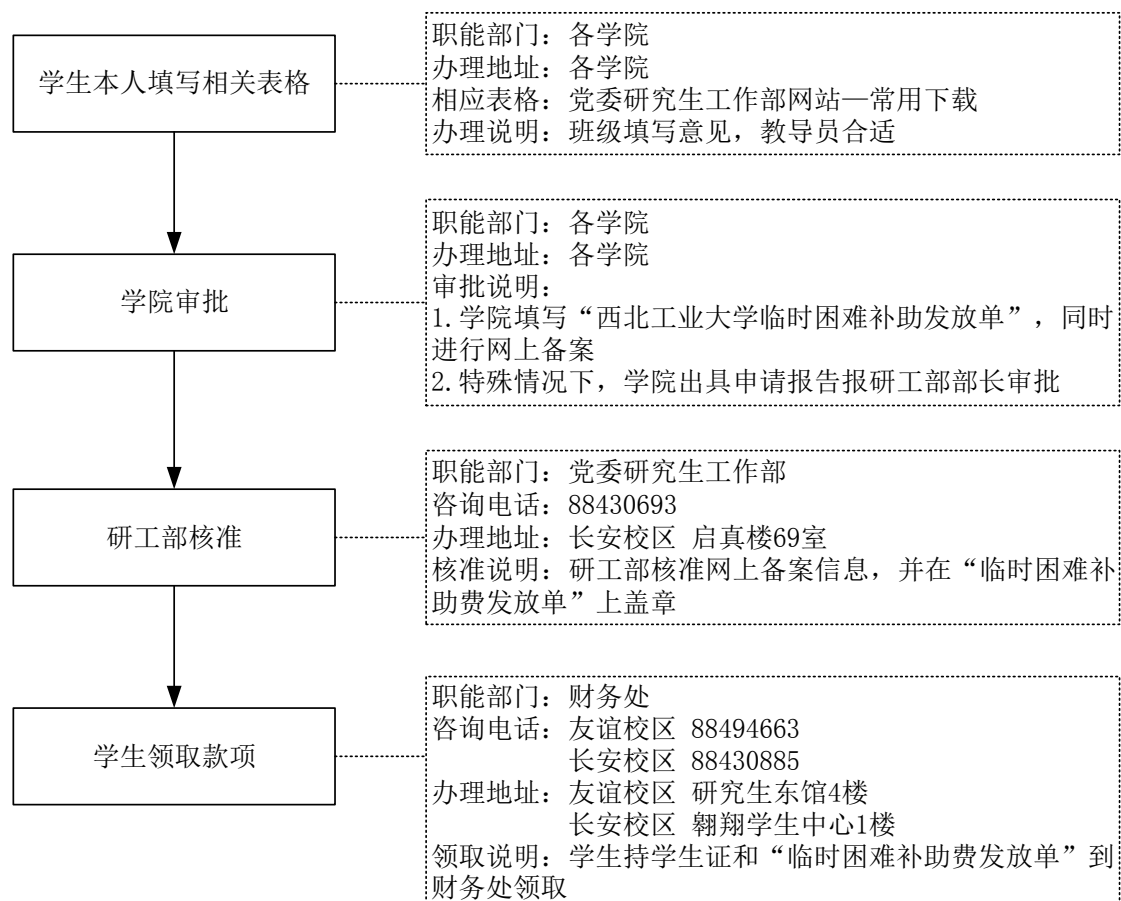 学生本人填写相关表格
职能部门：各学院
办理地址：各学院
相应表格：党委研究生工作部网站—常用下载
办理说明：班级填写意见，教导员合适
学院审批
职能部门：各学院
办理地址：各学院
审批说明：
1.学院填写“西北工业大学临时困难补助发放单”，同时
进行网上备案
2.特殊情况下，学院出具申请报告报研工部部长审批
研工部核准
职能部门：党委研究生工作部
咨询电话：88430693
办理地址：长安校区 启真楼69室
核准说明：研工部核准网上备案信息，并在“临时困难补
助费发放单”上盖章
学生领取款项
职能部门：财务处
咨询电话：友谊校区 88494663
长安校区 88430885
办理地址：友谊校区 研究生东馆4楼
长安校区 翱翔学生中心1楼
领取说明：学生持学生证和“临时困难补助费发放单”到
财务处领取